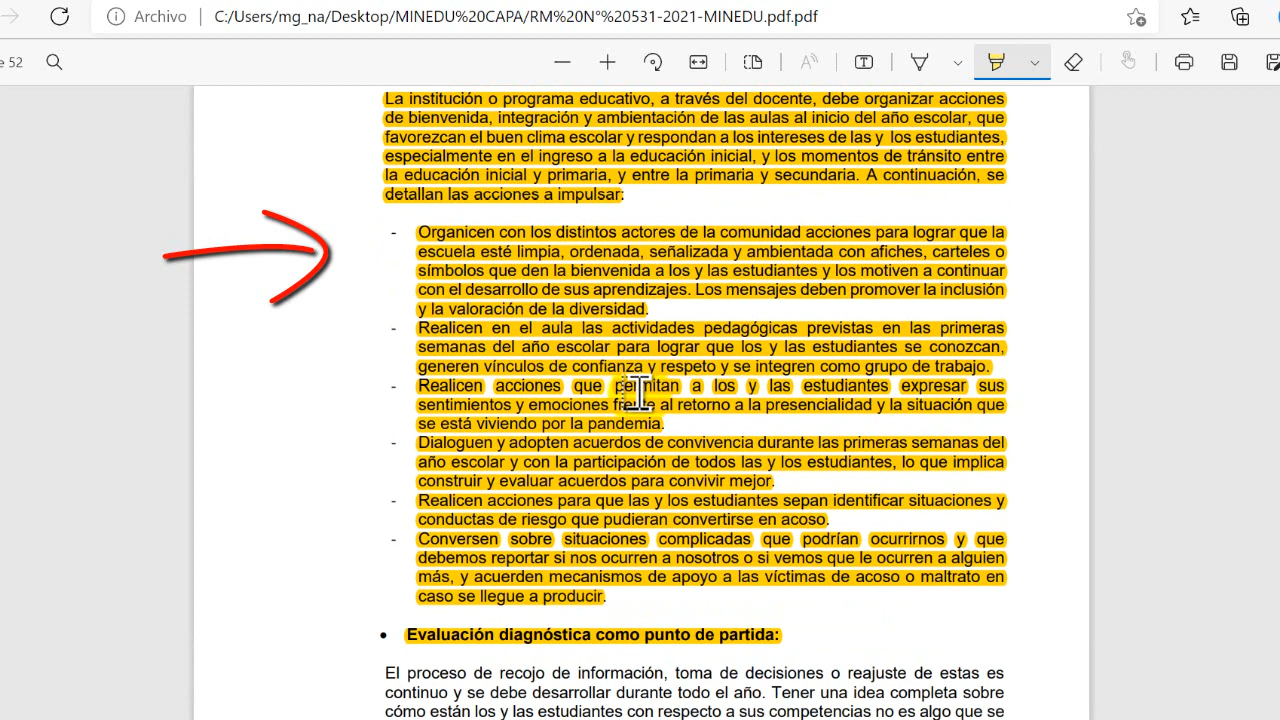 Archivo C:/Users/mg_na/Desktop/MINEDU%20CAPA/RM%20N°%20531-2021-MINEDU.pdf.pdf
e 52
La institución o programa educativo, a través del docente, debe organizar acciones
de bienvenida, integración y ambientación de las aulas al inicio del año escolar, que
favorezcan el buen clima escolar y respondan a los intereses de las y los estudiantes,
especialmente en el ingreso a la educación inicial, y los momentos de tránsito entre
la educación inicial y primaria, y entre la primaria y secundaria. A continuación, se
detallan las acciones a impulsar:
- Organicen con los distintos actores de la comunidad acciones para lograr que la
escuela esté limpia, ordenada, señalizada y ambientada con afiches, carteles o
símbolos que den la bienvenida a los y las estudiantes y los motiven a continuar
con el desarrollo de sus aprendizajes. Los mensajes deben promover la inclusión
y la valoración de la diversidad.
- Realicen en el aula las actividades pedagógicas previstas en las primeras
semanas del año escolar para lograr que los y las estudiantes se conozcan,
generen vínculos de confianza y respeto y se integren como grupo de trabajo.
- Realicen acciones que permitan a los y las estudiantes expresar sus
sentimientos y emociones frente al retorno a la presencialidad y la situación que
se está viviendo por la pandemia.
- Dialoguen y adopten acuerdos de convivencia durante las primeras semanas del
año escolar y con la participación de todos las y los estudiantes, lo que implica
construir y evaluar acuerdos para convivir mejor.
- Realicen acciones para que las y los estudiantes sepan identificar situaciones y
conductas de riesgo que pudieran convertirse en acoso.
- Conversen sobre situaciones complicadas que podrían ocurrirnos y que
debemos reportar si nos ocurren a nosotros o si vemos que le ocurren a alguien
más, y acuerden mecanismos de apoyo a las víctimas de acoso o maltrato en
caso se llegue a producir.
• Evaluación diagnóstica como punto de partida:
El proceso de recojo de información, toma de decisiones o reajuste de estas es
continuo y se debe desarrollar durante todo el año. Tener una idea completa sobre
cómo están los y las estudiantes con respecto a sus competencias no es algo que se